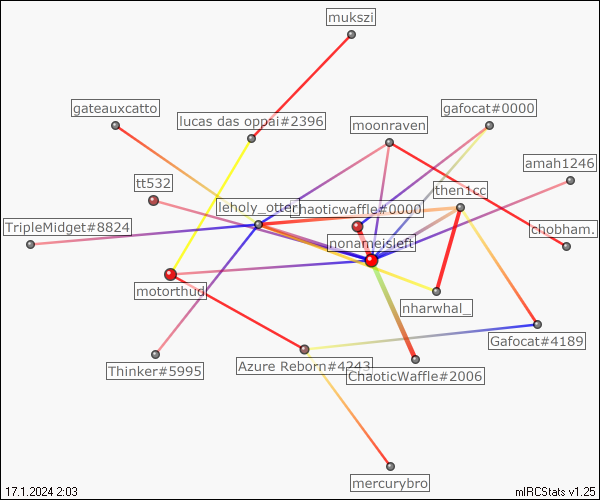 mukszi
gateauxcatto
gafocat#0000
lucas das oppai#2396
moonraven
amah1246
tt532
then1cc
leholy_otter
Chaoticwaffle#0000
TripleMidget#8824
nonameisleft
chobham.
motorthud
nharwhal_
Gafocat#4189
Azure Reborn#4243
Thinker#5995
ChaoticWaffle#2006
mercurybro
17.1.2024 2:03
mIRCStats v1.25